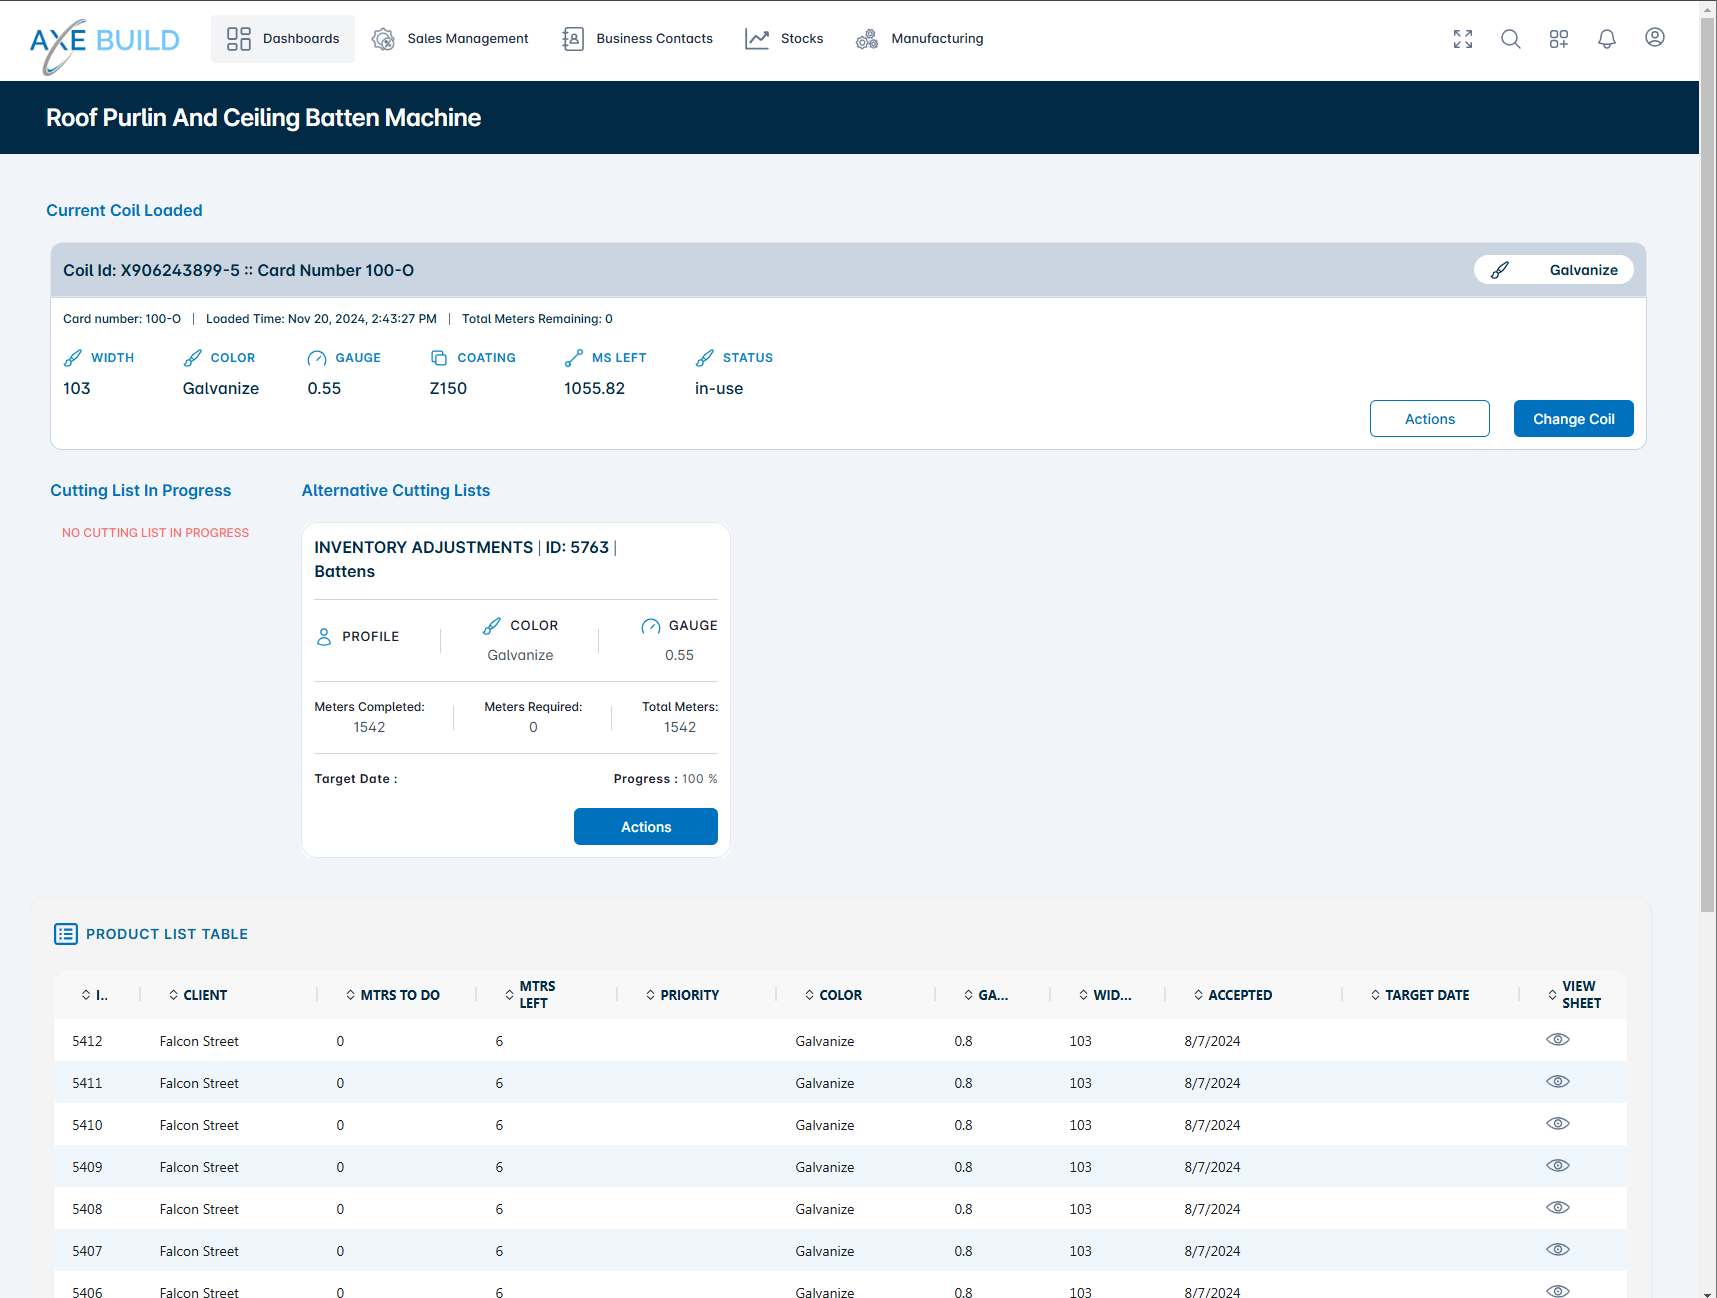 AXE BUILD
Dashboards
Sales Management
Business Contacts
Stocks
Manufacturing
Roof Purlin And Ceiling Batten Machine
Current Coil Loaded
Coil Id: X906243899-5 :: Card Number 100-O
Galvanize
Card number: 100-O | Loaded Time: Nov 20, 2024, 2:43:27 PM | Total Meters Remaining: 0
WIDTH COLOR GAUGE COATING MS LEFT STATUS
103 Galvanize 0.55 Z150 1055.82 in-use
Actions Change Coil
Cutting List In Progress
NO CUTTING LIST IN PROGRESS
Alternative Cutting Lists
INVENTORY ADJUSTMENTS | ID: 5763 |
Battens
PROFILE COLOR GAUGE
Galvanize 0.55
Meters Completed: Meters Required: Total Meters:
1542 0 1542
Target Date : Progress : 100 %
Actions
PRODUCT LIST TABLE
I.. CLIENT MTRS TO DO MTRS LEFT PRIORITY COLOR GA... WID... ACCEPTED TARGET DATE VIEW SHEET
5412 Falcon Street 0 6 Galvanize 0.8 103 8/7/2024
5411 Falcon Street 0 6 Galvanize 0.8 103 8/7/2024
5410 Falcon Street 0 6 Galvanize 0.8 103 8/7/2024
5409 Falcon Street 0 6 Galvanize 0.8 103 8/7/2024
5408 Falcon Street 0 6 Galvanize 0.8 103 8/7/2024
5407 Falcon Street 0 6 Galvanize 0.8 103 8/7/2024
5406 Falcon Street 0 6 Galvanize 0.8 103 8/7/2024